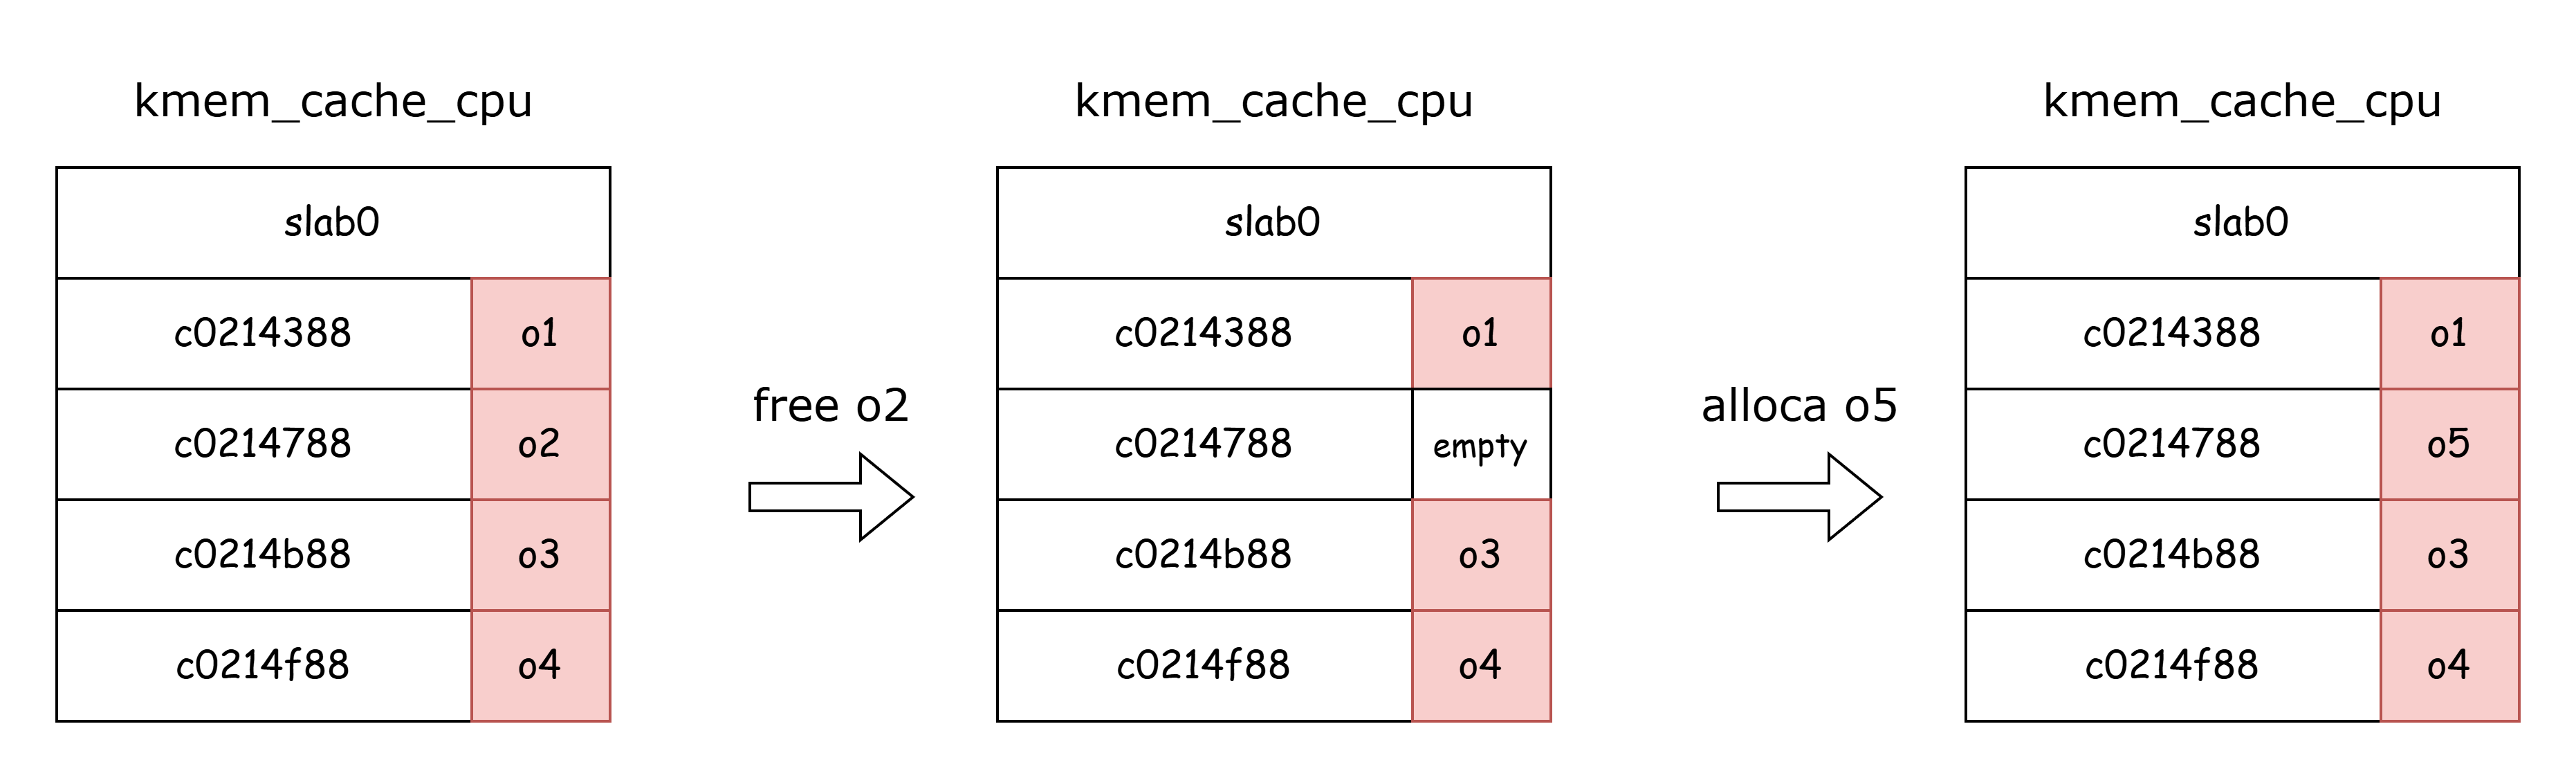 kmem_cache_cpu
slab0
c0214388 o1
c0214788 o2
c0214b88 o3
c0214f88 o4
free o2
kmem_cache_cpu
slab0
c0214388 o1
c0214788 empty
c0214b88 o3
c0214f88 o4
alloca o5
kmem_cache_cpu
slab0
c0214388 o1
c0214788 o5
c0214b88 o3
c0214f88 o4